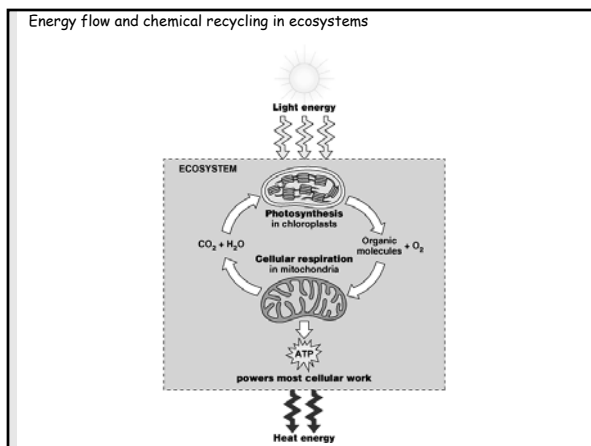 Energy flow and chemical recycling in ecosystems
Light energy
ECOSYSTEM
Photosynthesis
in chloroplasts
CO₂ + H₂O
Organic
molecules + O₂
Cellular respiration
in mitochondria
ATP
powers most cellular work
Heat energy